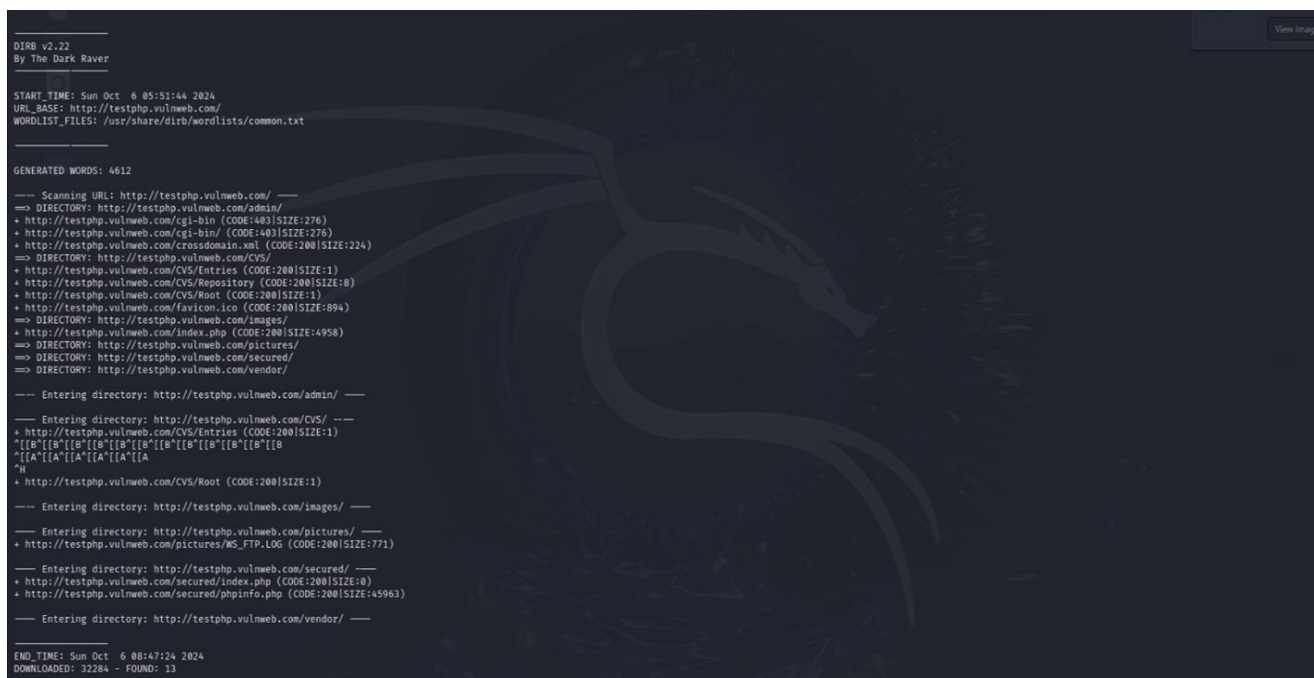 View imag
DIRB v2.22
By The Dark Raver
START_TIME: Sun Oct  6 05:51:44 2024
URL_BASE: http://testphp.vulnweb.com/
WORDLIST_FILES: /usr/share/dirb/wordlists/common.txt
GENERATED WORDS: 4612
---- Scanning URL: http://testphp.vulnweb.com/ ----
==> DIRECTORY: http://testphp.vulnweb.com/admin/
+ http://testphp.vulnweb.com/cgi-bin (CODE:403|SIZE:276)
+ http://testphp.vulnweb.com/cgi-bin/ (CODE:403|SIZE:276)
+ http://testphp.vulnweb.com/crossdomain.xml (CODE:200|SIZE:224)
==> DIRECTORY: http://testphp.vulnweb.com/CVS/
+ http://testphp.vulnweb.com/CVS/Entries (CODE:200|SIZE:1)
+ http://testphp.vulnweb.com/CVS/Repository (CODE:200|SIZE:8)
+ http://testphp.vulnweb.com/CVS/Root (CODE:200|SIZE:1)
+ http://testphp.vulnweb.com/favicon.ico (CODE:200|SIZE:894)
==> DIRECTORY: http://testphp.vulnweb.com/images/
+ http://testphp.vulnweb.com/index.php (CODE:200|SIZE:4958)
==> DIRECTORY: http://testphp.vulnweb.com/pictures/
==> DIRECTORY: http://testphp.vulnweb.com/secured/
==> DIRECTORY: http://testphp.vulnweb.com/vendor/
---- Entering directory: http://testphp.vulnweb.com/admin/ ----
---- Entering directory: http://testphp.vulnweb.com/CVS/ ----
+ http://testphp.vulnweb.com/CVS/Entries (CODE:200|SIZE:1)
^[[B^[[B^[[B^[[B^[[B^[[B^[[B^[[B^[[B^[[B^[[B^[[B
^[[A^[[A^[[A^[[A^[[A^[[A
^H
+ http://testphp.vulnweb.com/CVS/Root (CODE:200|SIZE:1)
---- Entering directory: http://testphp.vulnweb.com/images/ ----
---- Entering directory: http://testphp.vulnweb.com/pictures/ ----
+ http://testphp.vulnweb.com/pictures/WS_FTP.LOG (CODE:200|SIZE:771)
---- Entering directory: http://testphp.vulnweb.com/secured/ ----
+ http://testphp.vulnweb.com/secured/index.php (CODE:200|SIZE:0)
+ http://testphp.vulnweb.com/secured/phpinfo.php (CODE:200|SIZE:45963)
---- Entering directory: http://testphp.vulnweb.com/vendor/ ----
END_TIME: Sun Oct  6 08:47:24 2024
DOWNLOADED: 32284 - FOUND: 13